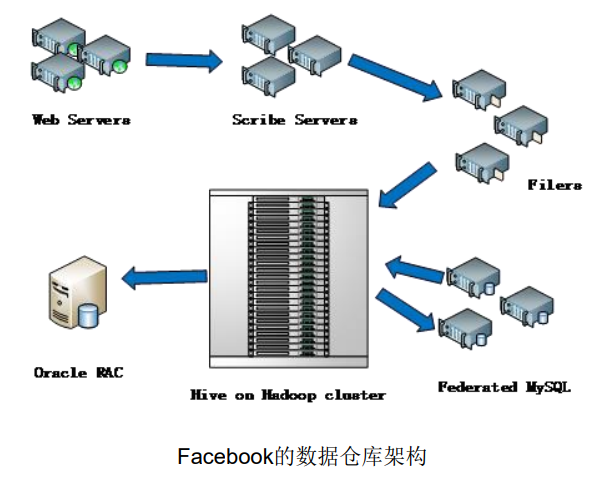 Web Servers
Scribe Servers
Filers
Oracle RAC
Hive on Hadoop cluster
Federated MySQL
Facebook的数据仓库架构